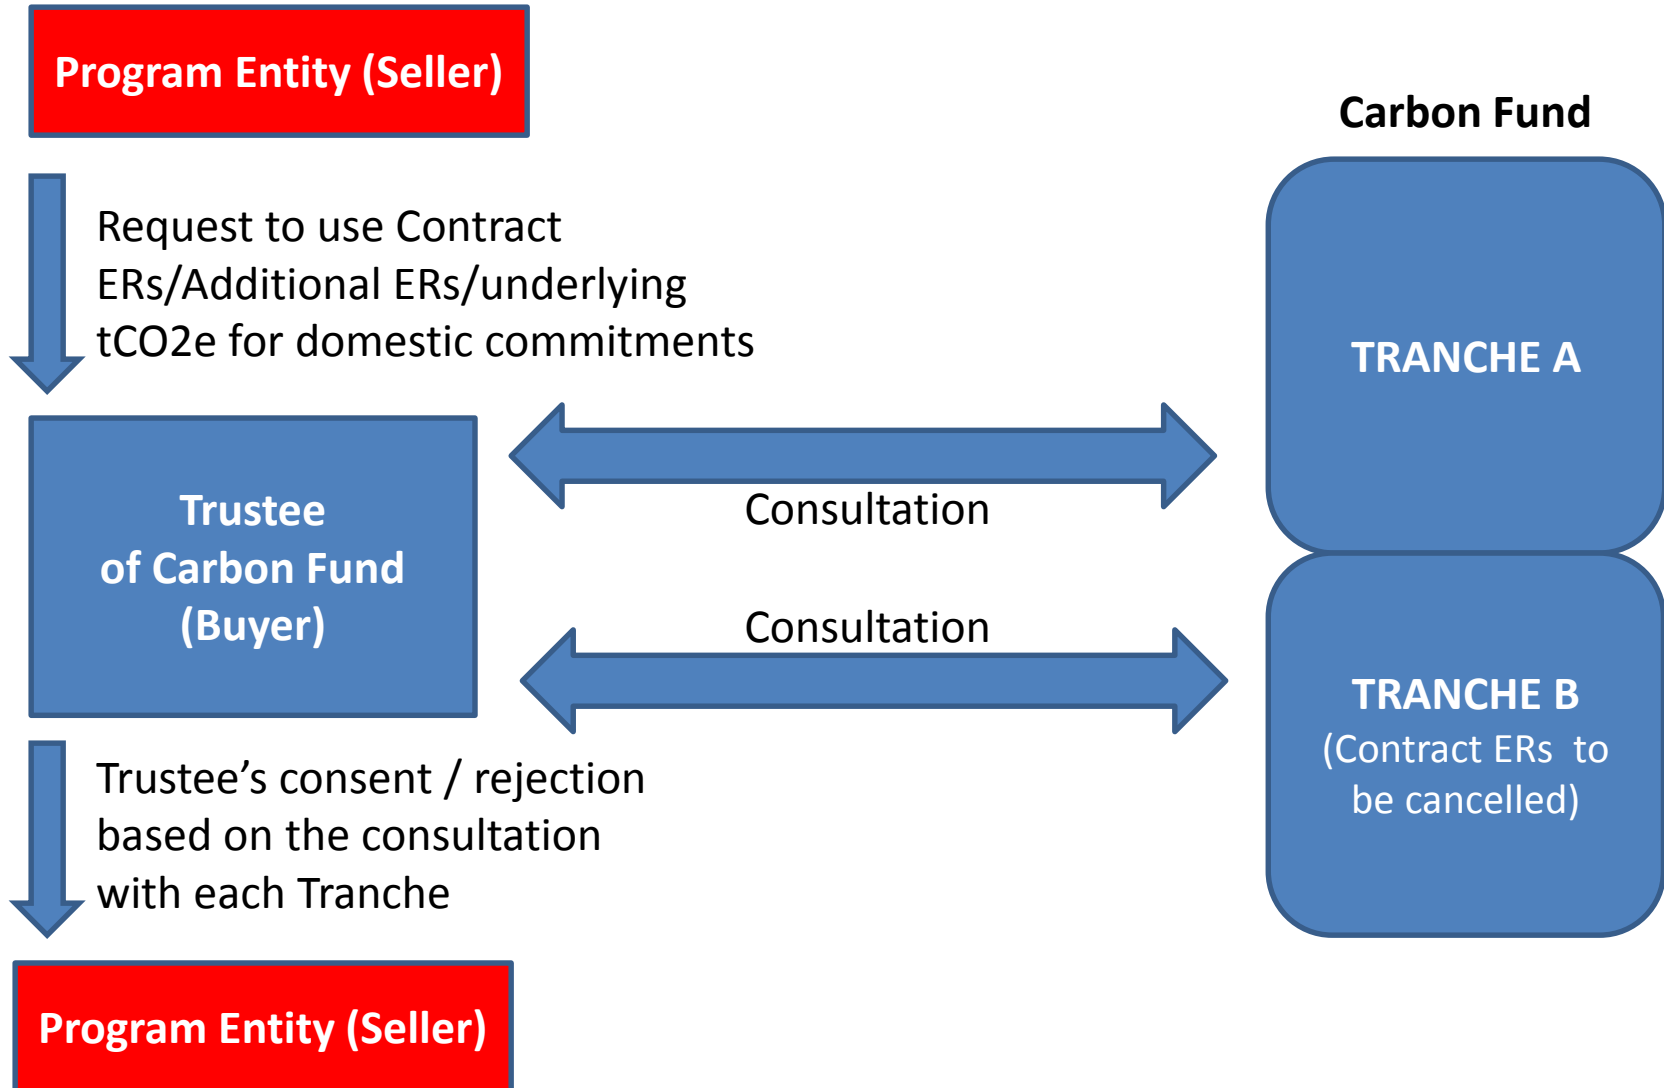 Program Entity (Seller)
Carbon Fund
Request to use Contract
ERs/Additional ERs/underlying
tCO2e for domestic commitments
TRANCHE A
Trustee
of Carbon Fund
(Buyer)
Consultation
Consultation
TRANCHE B
(Contract ERs  to
be cancelled)
Trustee’s consent / rejection
based on the consultation
with each Tranche
Program Entity (Seller)